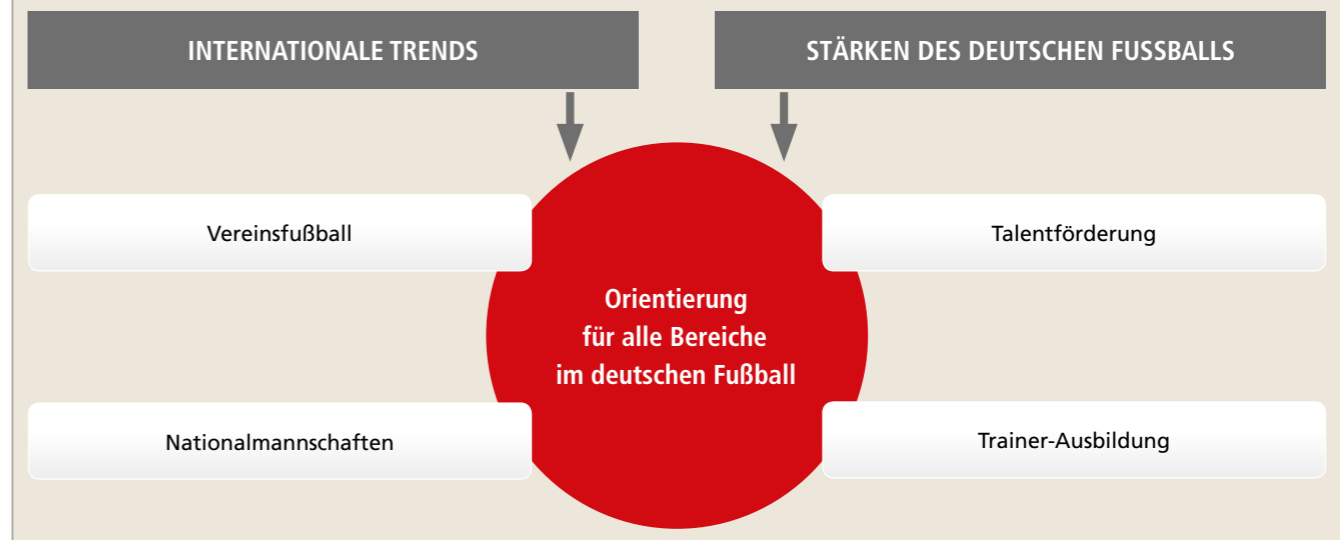 INTERNATIONALE TRENDS
STÄRKEN DES DEUTSCHEN FUSSBALLS
Vereinsfußball
Talentförderung
Orientierung
für alle Bereiche
im deutschen Fußball
Nationalmannschaften
Trainer-Ausbildung